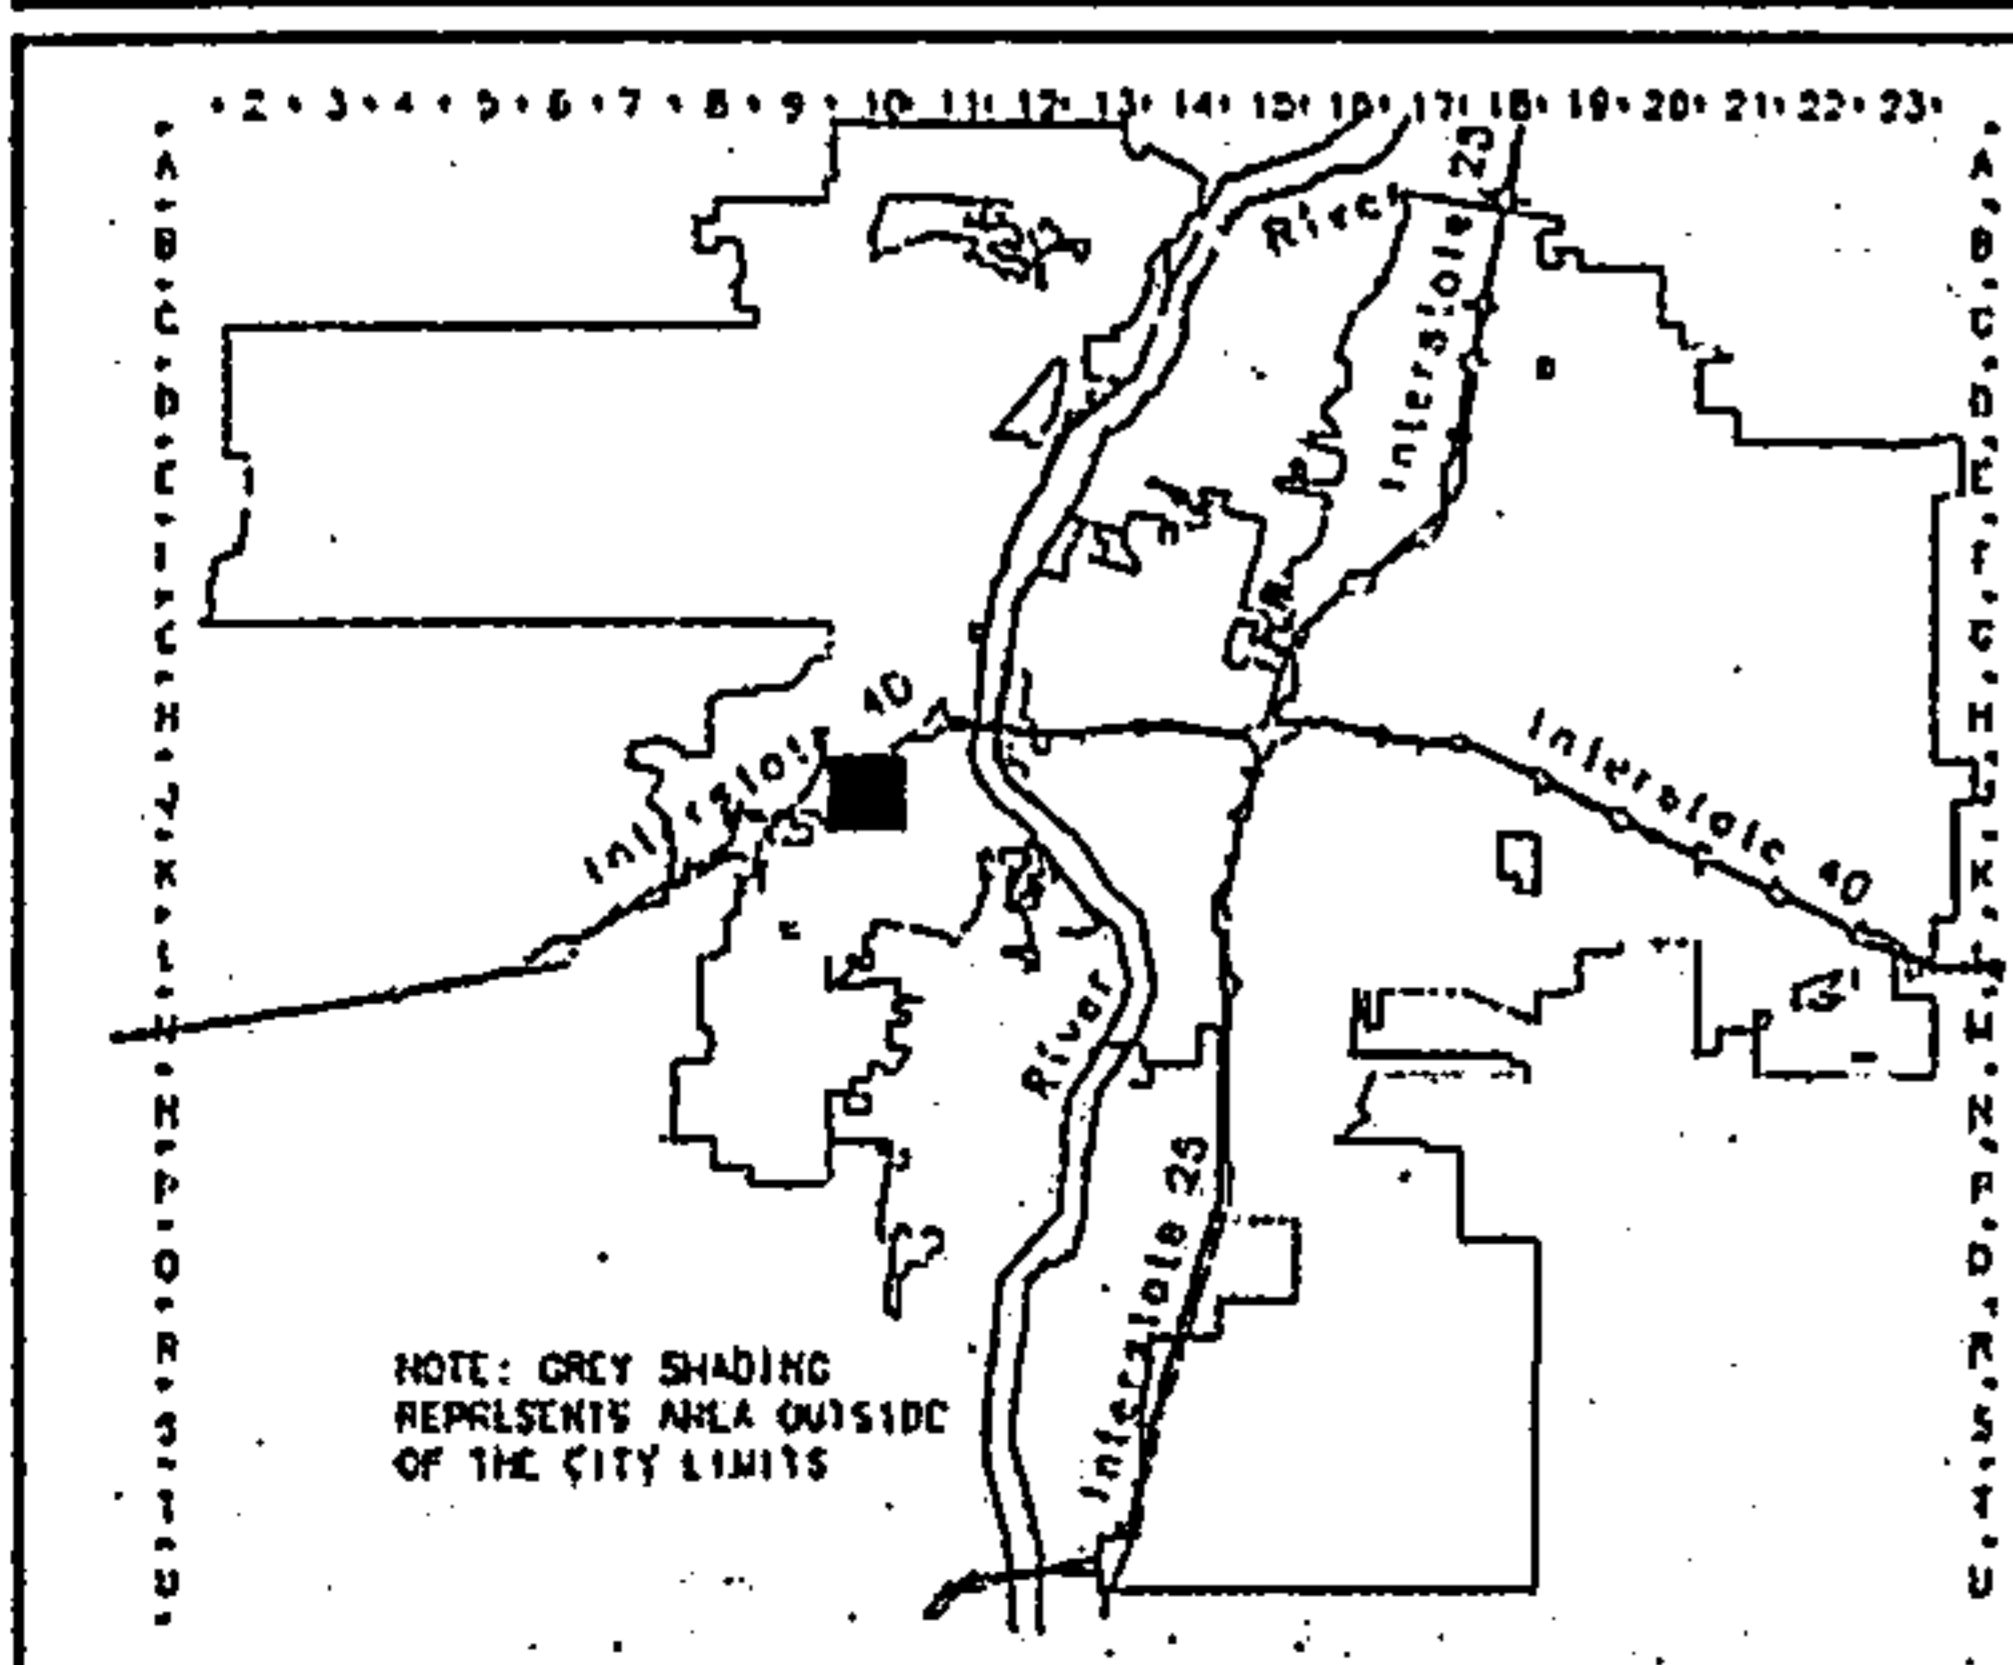 2 3 4 5 6 7 8 9 10 11 12 13 14 15 16 17 18 19 20 21 22 23
A A
B B
C C
D D
E E
F F
G G
H H
J J
K K
L L
M M
N N
P P
Q Q
R R
S S
T T
U U
River
Interstate 25
Interstate 40
Interstate 40
River
Interstate 25
NOTE: GREY SHADING
REPRESENTS AREA OUTSIDE
OF THE CITY LIMITS